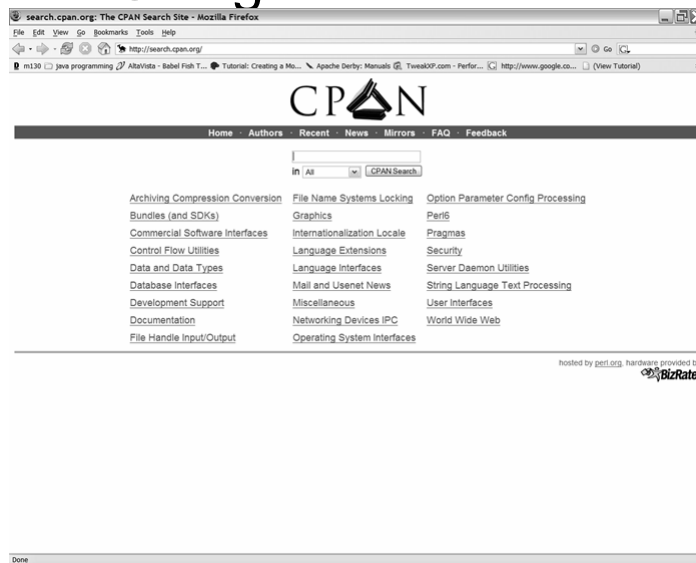 search.cpan.org: The CPAN Search Site - Mozilla Firefox
File Edit View Go Bookmarks Tools Help
http://search.cpan.org/ Go
m130 java programming AltaVista - Babel Fish T... Tutorial: Creating a Mo... Apache Derby: Manuals TweakXP.com - Perfor... http://www.google.co... (View Tutorial)
CPAN
Home · Authors · Recent · News · Mirrors · FAQ · Feedback
in All CPAN Search
Archiving Compression Conversion File Name Systems Locking Option Parameter Config Processing
Bundles (and SDKs) Graphics Perl6
Commercial Software Interfaces Internationalization Locale Pragmas
Control Flow Utilities Language Extensions Security
Data and Data Types Language Interfaces Server Daemon Utilities
Database Interfaces Mail and Usenet News String Language Text Processing
Development Support Miscellaneous User Interfaces
Documentation Networking Devices IPC World Wide Web
File Handle Input/Output Operating System Interfaces
hosted by perl.org, hardware provided b
BizRate
Done